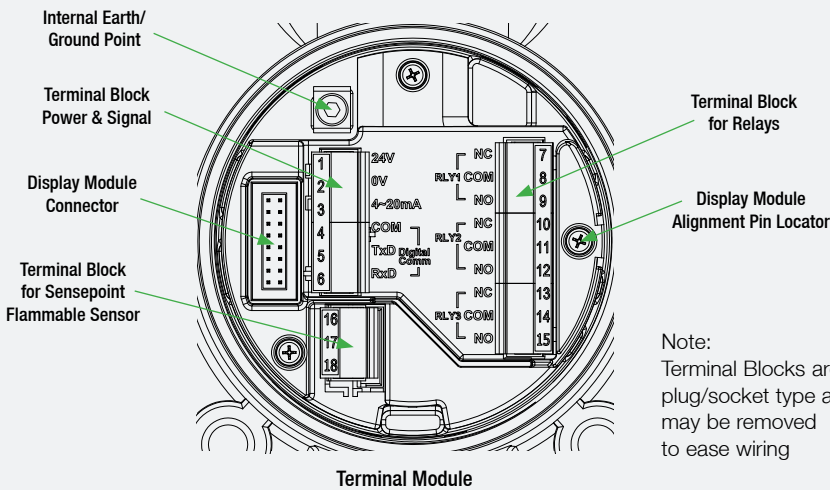 Internal Earth/
Ground Point
Terminal Block
Power & Signal
Display Module
Connector
Terminal Block
for Sensepoint
Flammable Sensor
Terminal Block
for Relays
Display Module
Alignment Pin Locator
1 24V
2 0V
3 4~20mA
4 COM
5 TxD
6 RxD
Digital
Comm
16
17
18
RLY1
NC 7
COM 8
NO 9
RLY2
NC 10
COM 11
NO 12
RLY3
NC 13
COM 14
NO 15
Note:
Terminal Blocks
plug/socket type
may be removed
to ease wiring
Terminal Module